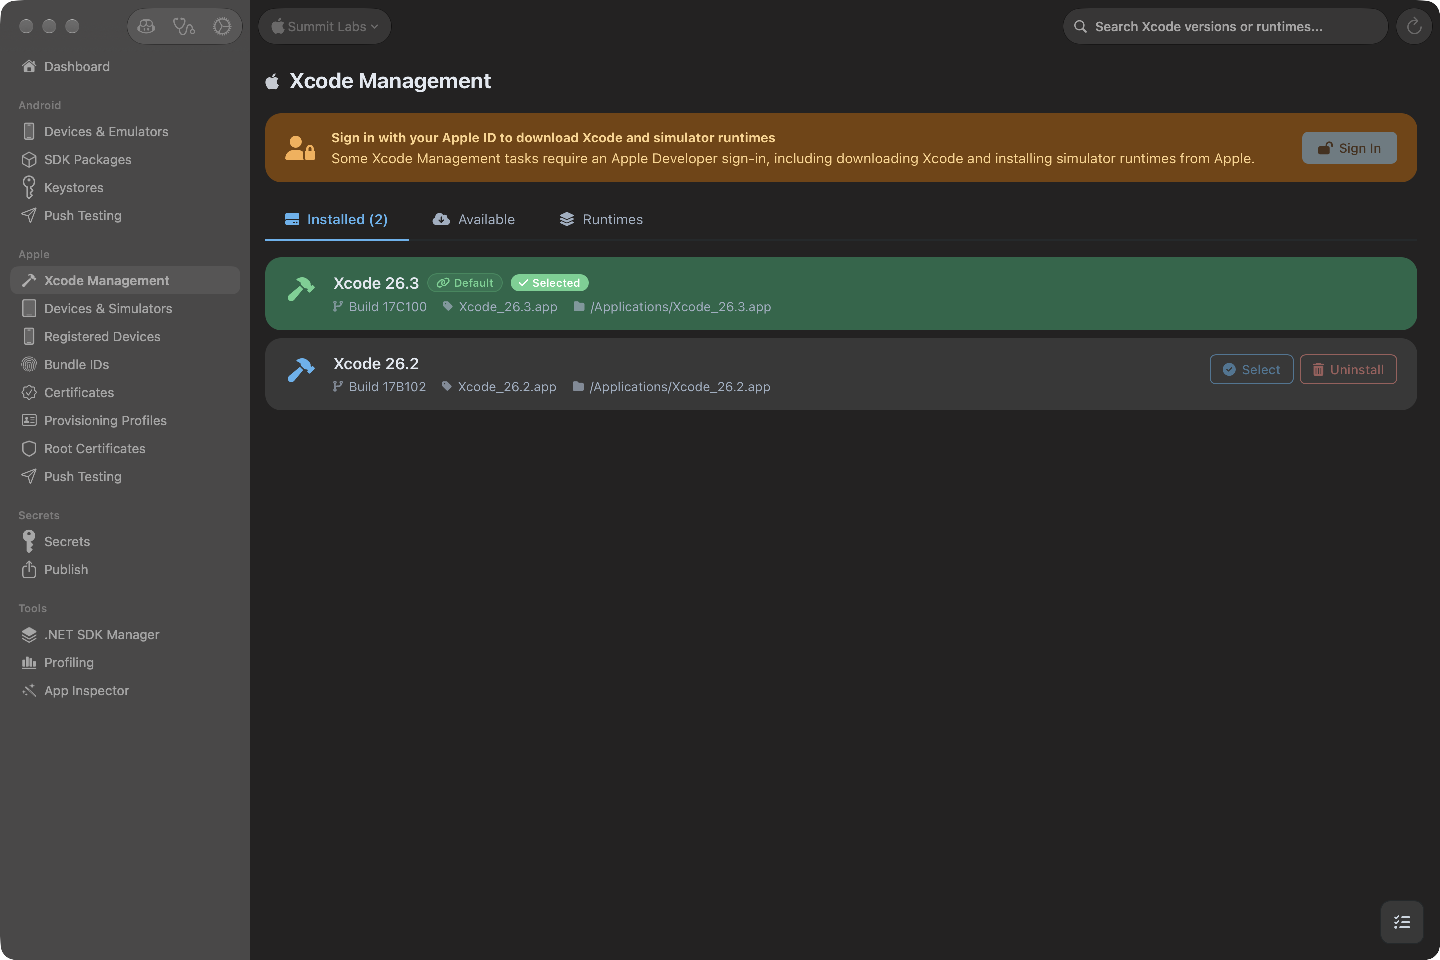 Summit Labs
Search Xcode versions or runtimes...
Dashboard
Android
Devices & Emulators
SDK Packages
Keystores
Push Testing
Apple
Xcode Management
Devices & Simulators
Registered Devices
Bundle IDs
Certificates
Provisioning Profiles
Root Certificates
Push Testing
Secrets
Secrets
Publish
Tools
.NET SDK Manager
Profiling
App Inspector
Xcode Management
Sign in with your Apple ID to download Xcode and simulator runtimes
Some Xcode Management tasks require an Apple Developer sign-in, including downloading Xcode and installing simulator runtimes from Apple.
Sign In
Installed (2)
Available
Runtimes
Xcode 26.3 Default Selected
Build 17C100 Xcode_26.3.app /Applications/Xcode_26.3.app
Xcode 26.2
Build 17B102 Xcode_26.2.app /Applications/Xcode_26.2.app
Select
Uninstall